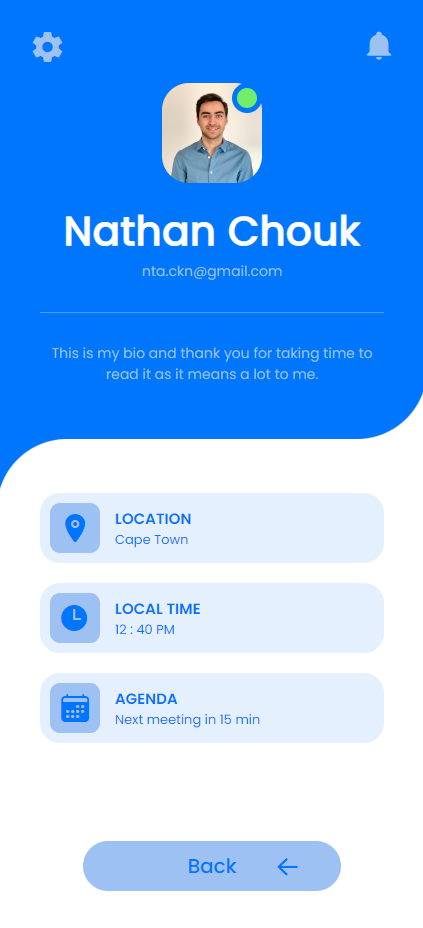 Nathan Chouk
nta.ckn@gmail.com
This is my bio and thank you for taking time to
read it as it means a lot to me.
LOCATION
Cape Town
LOCAL TIME
12 : 40 PM
AGENDA
Next meeting in 15 min
Back